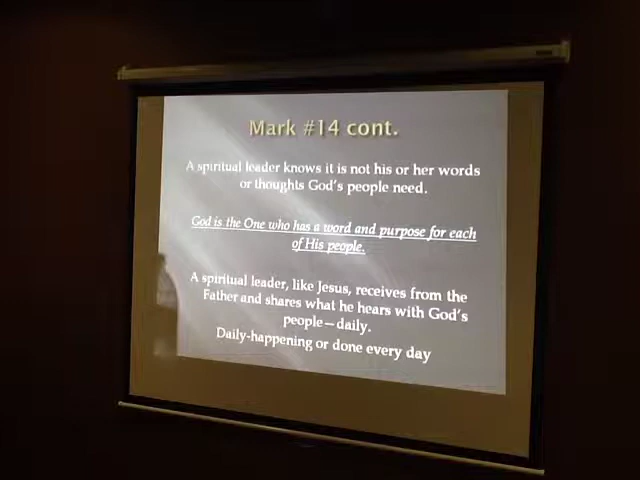 Mark #14 cont.
A spiritual leader knows it is not his or her words
or thoughts God's people need.
God is the One who has a word and purpose for each
of His people.
A spiritual leader, like Jesus, receives from the
Father and shares what he hears with God's
people—daily.
Daily-happening or done every day